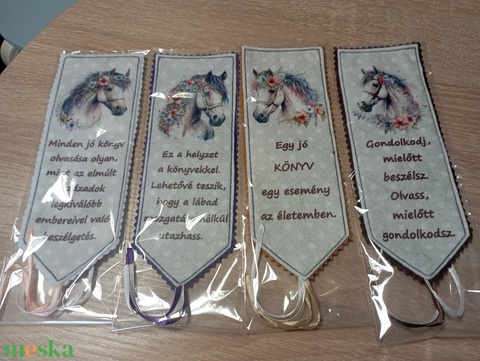 Minden jó könyv
olvasása olyan,
mint az elmúlt
századok
legkiválóbb
embereivel való
beszélgetés.
Ez a helyzet
a könyvekkel.
Lehetővé teszik,
hogy a lábad
mozgatása nélkül
utazhass.
Egy jó
KÖNYV
egy esemény
az életemben.
Gondolkodj,
mielőtt
beszélsz.
Olvass,
mielőtt
gondolkodsz.
meska